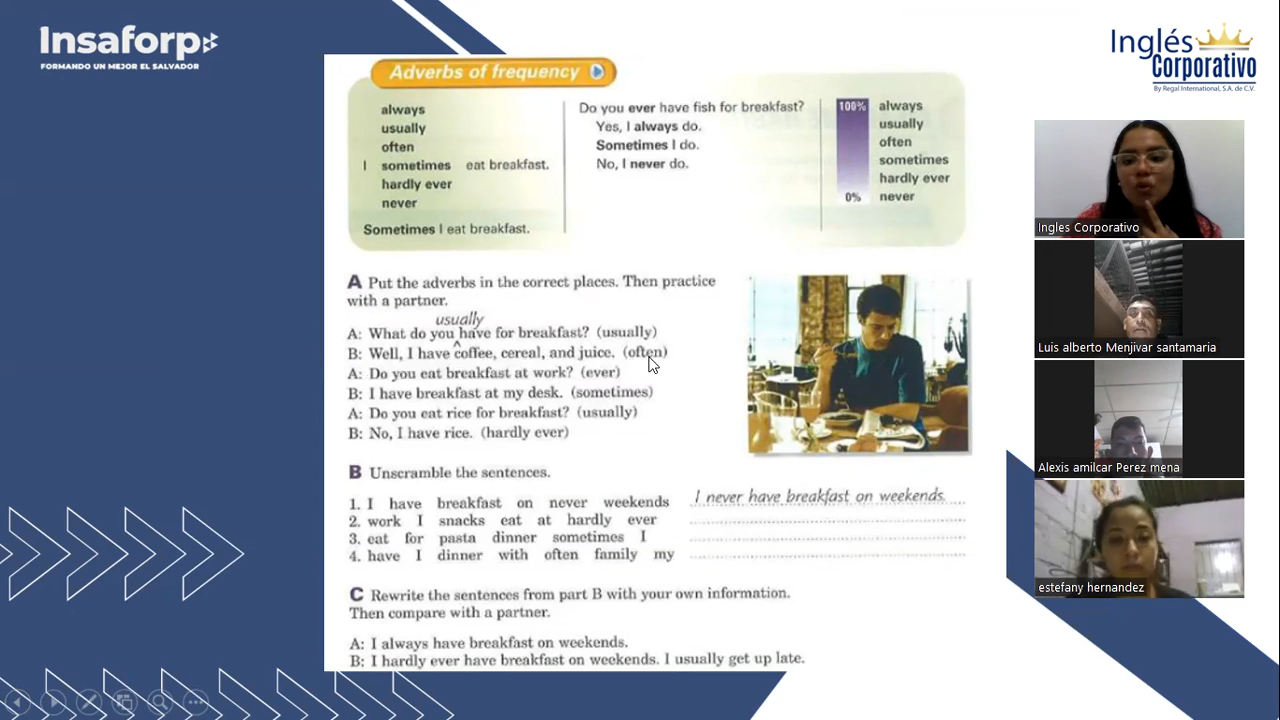 Insaforp
FORMANDO UN MEJOR EL SALVADOR
Inglés
Corporativo
By Regal International, S.A. de C.V.
Adverbs of frequency
always
usually
often
I sometimes eat breakfast.
hardly ever
never
Sometimes I eat breakfast.
Do you ever have fish for breakfast?
Yes, I always do.
Sometimes I do.
No, I never do.
100% always
usually
often
sometimes
hardly ever
0% never
A Put the adverbs in the correct places. Then practice
with a partner.
usually
A: What do you have for breakfast? (usually)
B: Well, I have coffee, cereal, and juice. (often)
A: Do you eat breakfast at work? (ever)
B: I have breakfast at my desk. (sometimes)
A: Do you eat rice for breakfast? (usually)
B: No, I have rice. (hardly ever)
B Unscramble the sentences.
1. I have breakfast on never weekends I never have breakfast on weekends.
2. work I snacks eat at hardly ever
3. eat for pasta dinner sometimes I
4. have I dinner with often family my
C Rewrite the sentences from part B with your own information.
Then compare with a partner.
A: I always have breakfast on weekends.
B: I hardly ever have breakfast on weekends. I usually get up late.
Ingles Corporativo
Luis alberto Menjivar santamaria
Alexis amilcar Perez mena
estefany hernandez